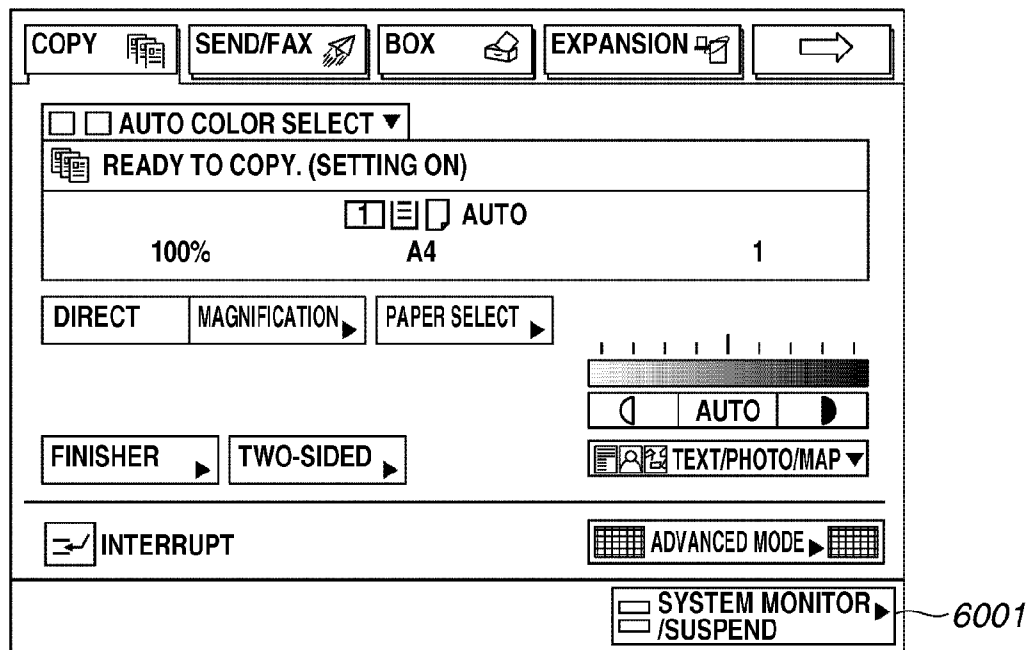 COPY SEND/FAX BOX EXPANSION
AUTO COLOR SELECT
READY TO COPY. (SETTING ON)
1 AUTO
100% A4 1
DIRECT MAGNIFICATION PAPER SELECT
AUTO
FINISHER TWO-SIDED TEXT/PHOTO/MAP
INTERRUPT ADVANCED MODE
SYSTEM MONITOR
/SUSPEND
6001